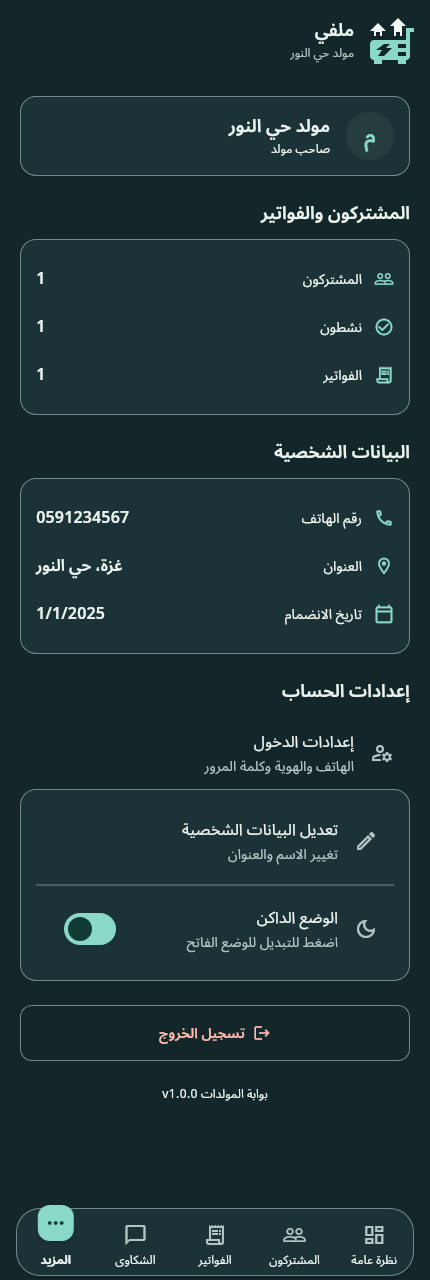 ملفي
مولد حي النور
م
مولد حي النور
صاحب مولد
المشتركون والفواتير
المشتركون 1
نشطون 1
الفواتير 1
البيانات الشخصية
رقم الهاتف 0591234567
العنوان غزة، حي النور
تاريخ الانضمام 1/1/2025
إعدادات الحساب
إعدادات الدخول
الهاتف والهوية وكلمة المرور
تعديل البيانات الشخصية
تغيير الاسم والعنوان
الوضع الداكن
اضغط للتبديل للوضع الفاتح
تسجيل الخروج
بوابة المولدات v1.0.0
نظرة عامة المشتركون الفواتير الشكاوى المزيد